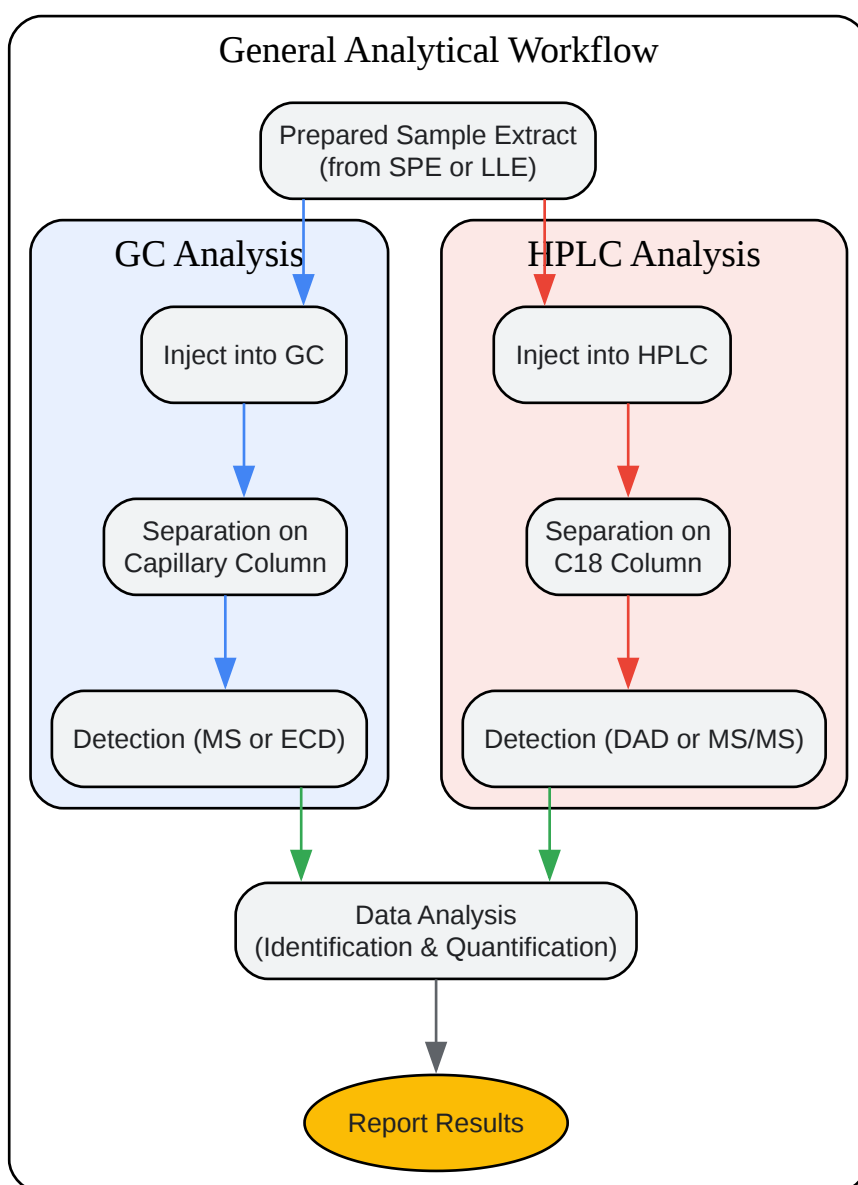 General Analytical Workflow
Prepared Sample Extract
(from SPE or LLE)
GC Analysis
Inject into GC
Separation on
Capillary Column
Detection (MS or ECD)
HPLC Analysis
Inject into HPLC
Separation on
C18 Column
Detection (DAD or MS/MS)
Data Analysis
(Identification & Quantification)
Report Results